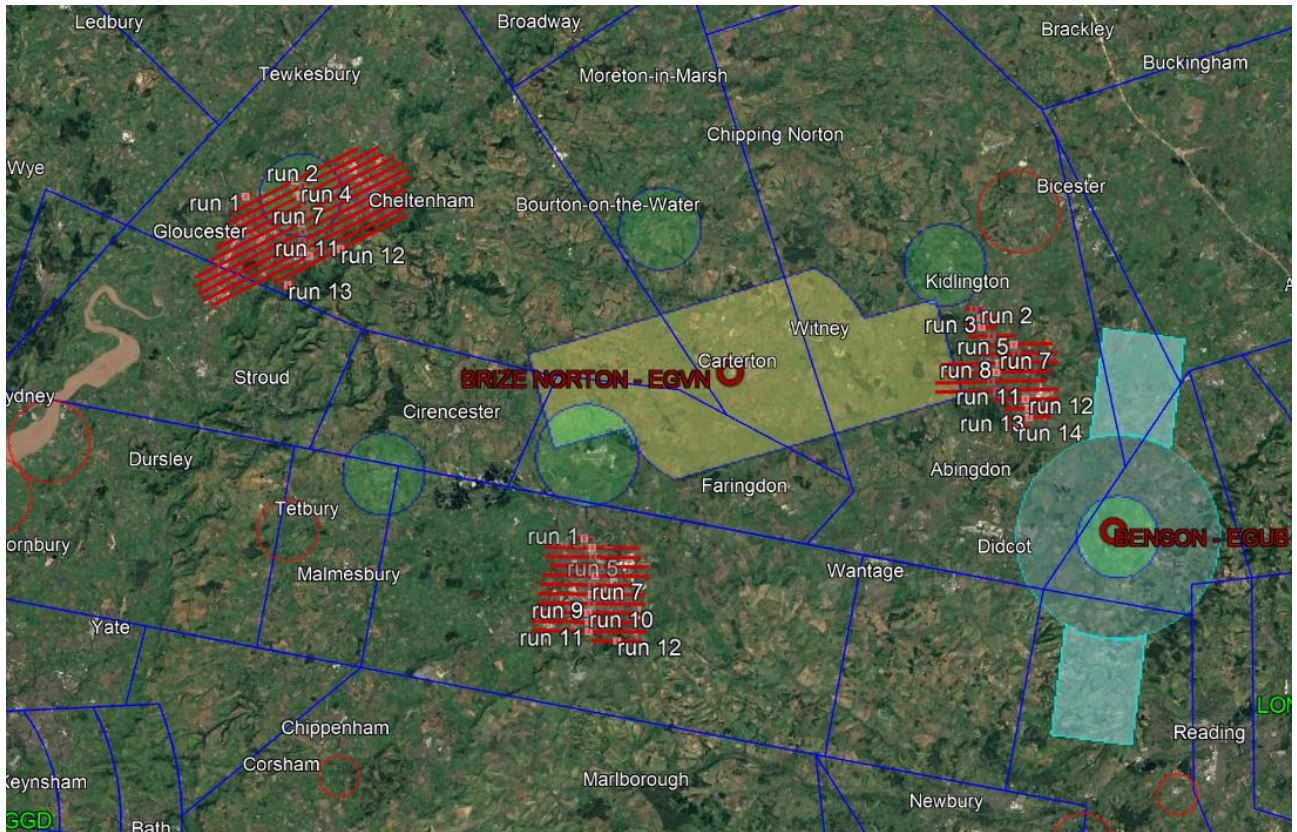 Ledbury
Broadway
Brackley
Tewkesbury
Moreton-in-Marsh
Buckingham
Chipping Norton
Wye
run 2
Bicester
run 1
run 4
Cheltenham
Bourton-on-the-Water
run 7
Gloucester
run 11
run 12
Kidlington
run 13
run 3
run 2
Witney
run 5
run 7
Carterton
run 8
BRIZE NORTON - EGVN
Stroud
ydney
run 11
run 12
Cirencester
run 13
run 14
Dursley
Abingdon
Faringdon
Tetbury
run 1
BENSON - EGUB
ornbury
Didcot
Malmesbury
run 5
Wantage
run 7
run 9
run 10
Yate
run 11
run 12
LON
Chippenham
Reading
Corsham
Marlborough
Keynsham
Newbury
GGD
Bath